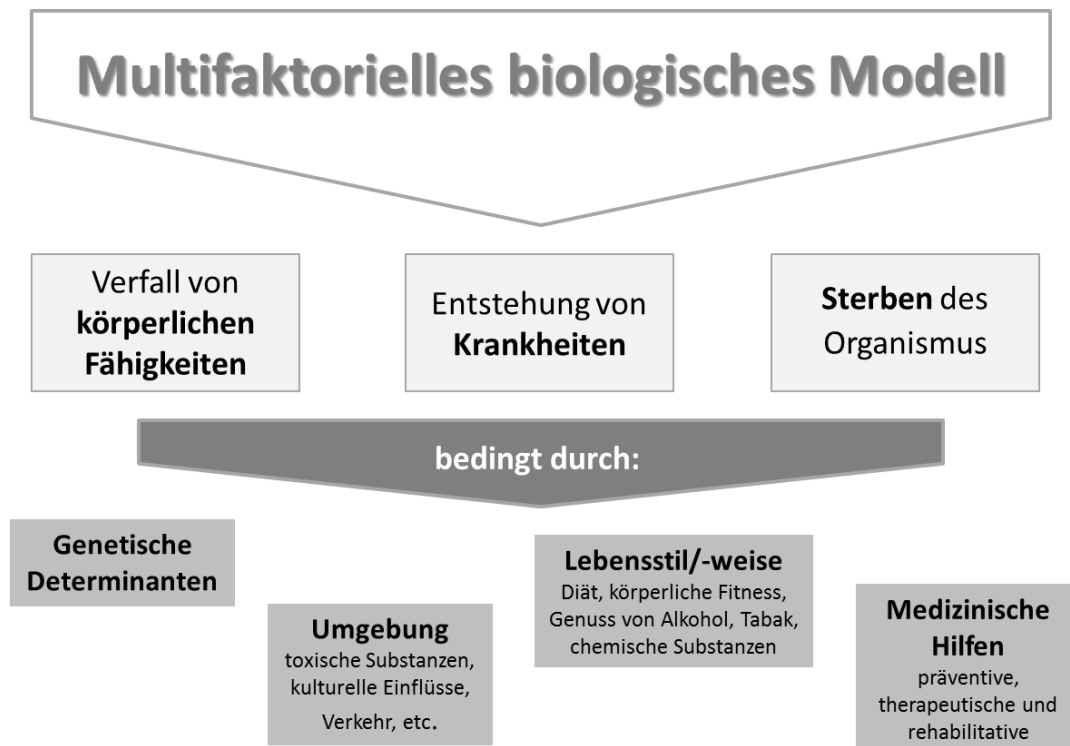 Multifaktorielles biologisches Modell
Verfall von
körperlichen
Fähigkeiten
Entstehung von
Krankheiten
Sterben des
Organismus
bedingt durch:
Genetische
Determinanten
Umgebung
toxische Substanzen,
kulturelle Einflüsse,
Verkehr, etc.
Lebensstil/-weise
Diät, körperliche Fitness,
Genuss von Alkohol, Tabak,
chemische Substanzen
Medizinische
Hilfen
präventive,
therapeutische und
rehabilitative